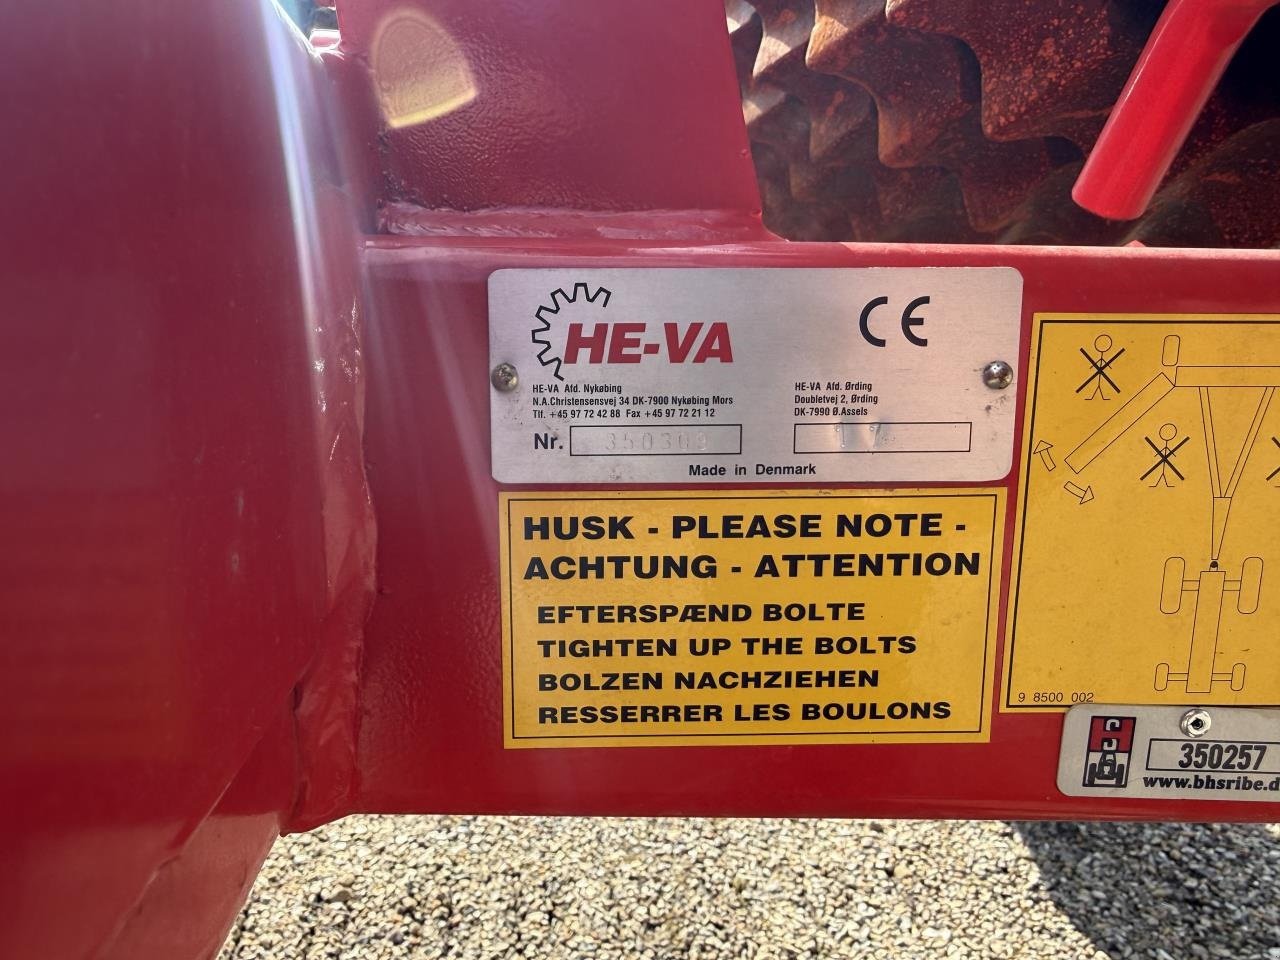 HE-VA
CE
HE-VA Afd. Nykøbing
N.A.Christensensvej 34 DK-7900 Nykøbing Mors
Tlf. +45 97 72 42 88 Fax +45 97 72 21 12
HE-VA Afd. Ørding
Doubletvej 2, Ørding
DK-7990 Ø.Assels
Nr. 350309
Made in Denmark
HUSK - PLEASE NOTE -
ACHTUNG - ATTENTION
EFTERSPÆND BOLTE
TIGHTEN UP THE BOLTS
BOLZEN NACHZIEHEN
RESSERRER LES BOULONS
9 8500 002
350257
www.bhsribe.d